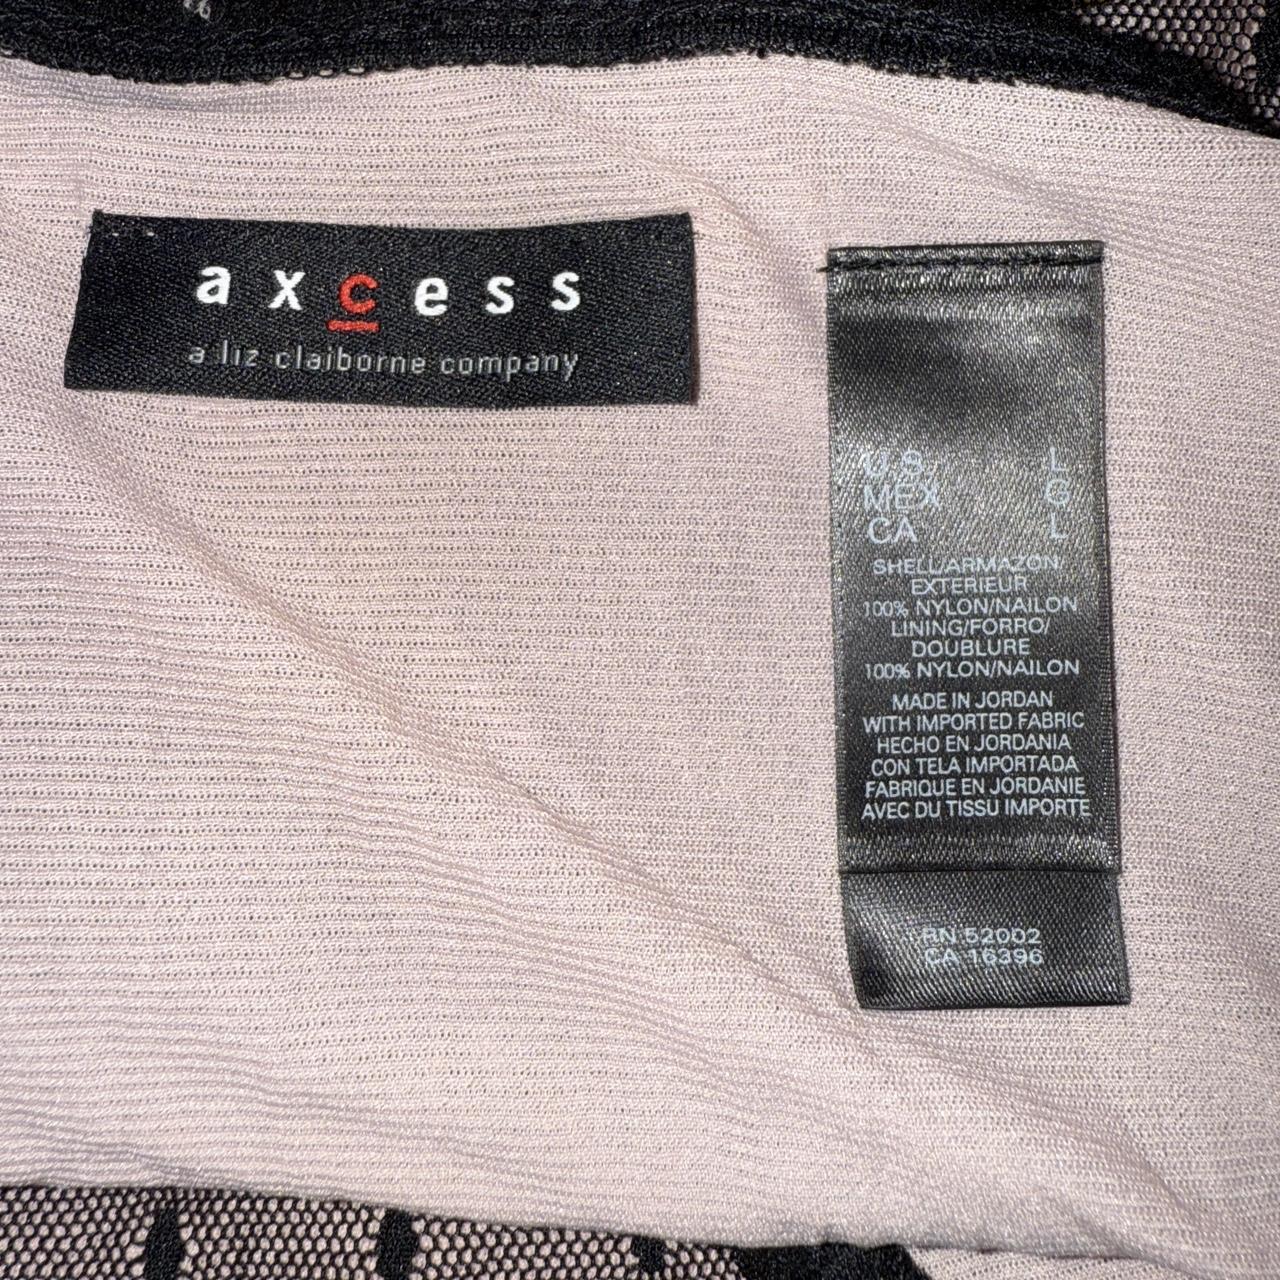 axcess
a liz claiborne company
U.S. L
MEX G
CA L
SHELL/ARMAZON/
EXTERIEUR
100% NYLON/NAILON
LINING/FORRO/
DOUBLURE
100% NYLON/NAILON
MADE IN JORDAN
WITH IMPORTED FABRIC
HECHO EN JORDANIA
CON TELA IMPORTADA
FABRIQUE EN JORDANIE
AVEC DU TISSU IMPORTE
RN 52002
CA 16396